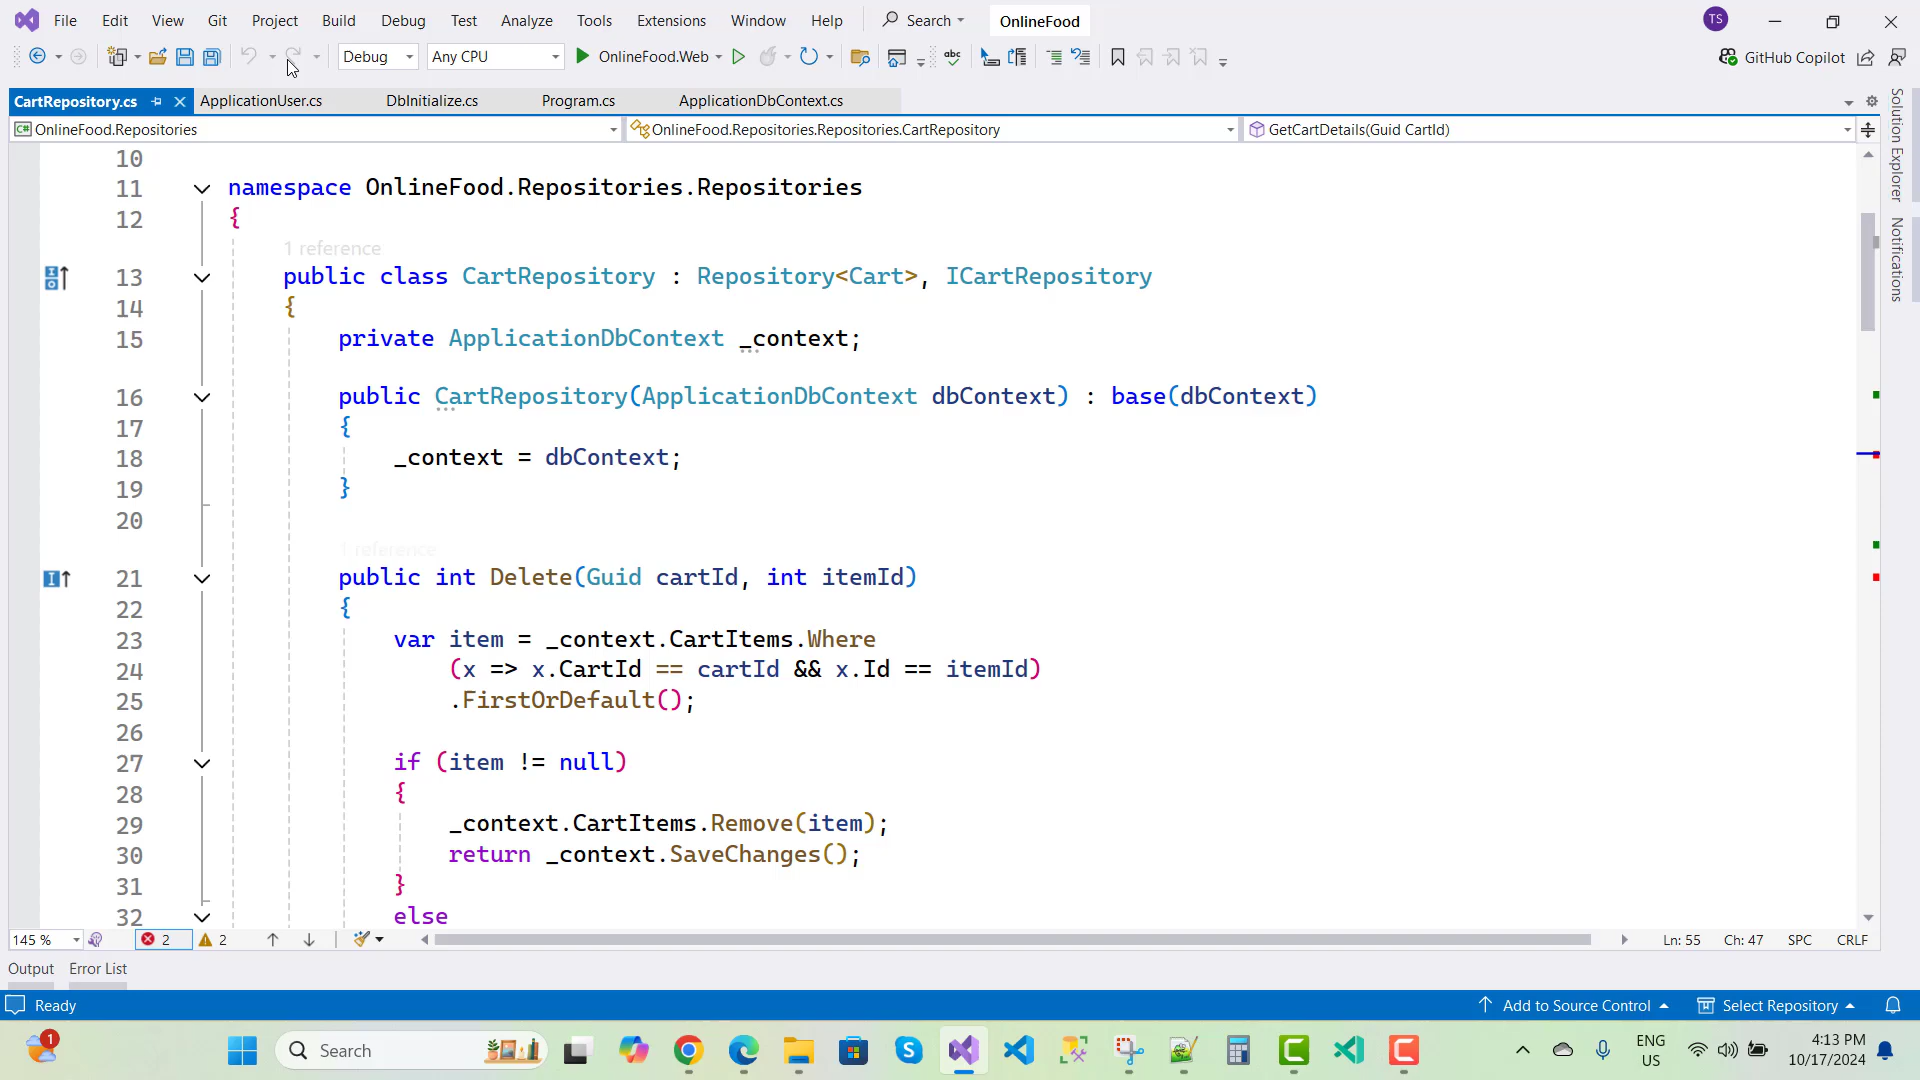 File Edit View Git Project Build Debug Test Analyze Tools Extensions Window Help Search OnlineFood TS
Debug Any CPU OnlineFood.Web abc GitHub Copilot
CartRepository.cs ApplicationUser.cs DbInitialize.cs Program.cs ApplicationDbContext.cs
C# OnlineFood.Repositories OnlineFood.Repositories.Repositories.CartRepository GetCartDetails(Guid CartId)
Solution Explorer
Notifications
10
11 namespace OnlineFood.Repositories.Repositories
12 {
1 reference
13 public class CartRepository : Repository<Cart>, ICartRepository
14 {
15 private ApplicationDbContext _context;
16 public CartRepository(ApplicationDbContext dbContext) : base(dbContext)
17 {
18 _context = dbContext;
19 }
20
1 reference
21 public int Delete(Guid cartId, int itemId)
22 {
23 var item = _context.CartItems.Where
24 (x => x.CartId == cartId && x.Id == itemId)
25 .FirstOrDefault();
26
27 if (item != null)
28 {
29 _context.CartItems.Remove(item);
30 return _context.SaveChanges();
31 }
32 else
145 % 2 2 Ln: 55 Ch: 47 SPC CRLF
Output Error List
Ready Add to Source Control Select Repository
1 Search ENG US 4:13 PM
10/17/2024